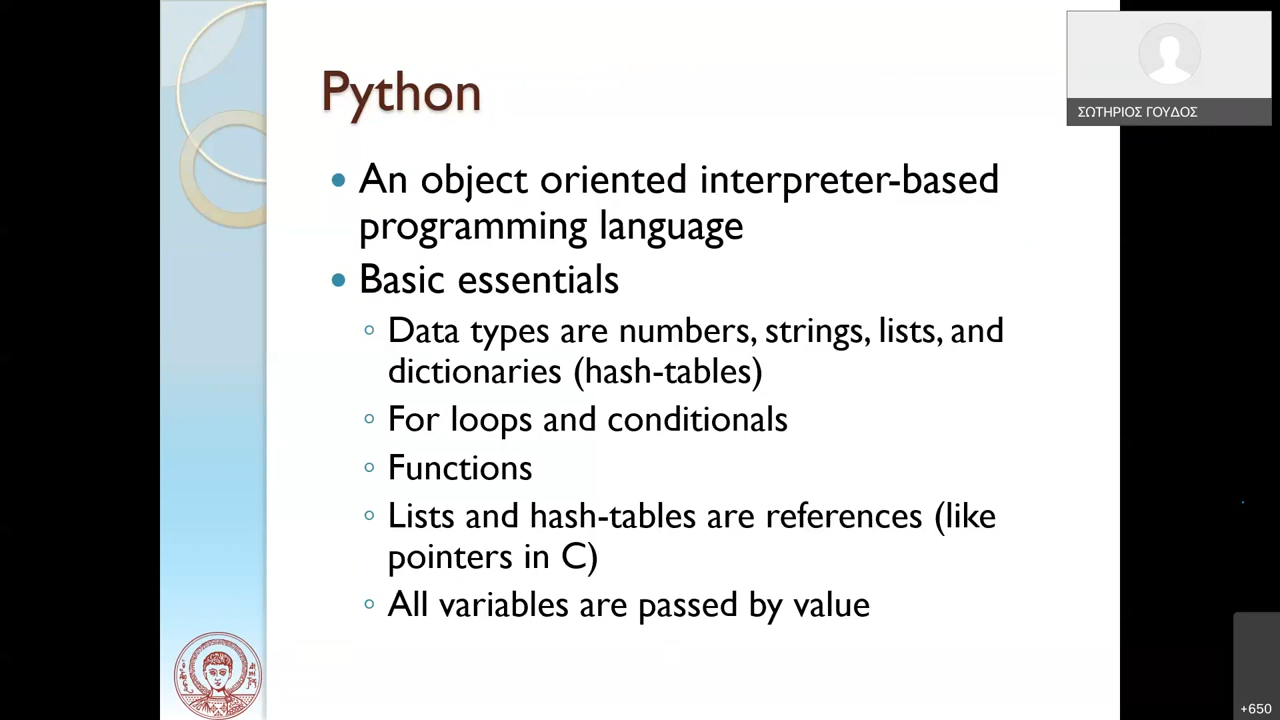 Python
ΣΩΤΗΡΙΟΣ ΓΟΥΔΟΣ
• An object oriented interpreter-based
programming language
• Basic essentials
◦ Data types are numbers, strings, lists, and
dictionaries (hash-tables)
◦ For loops and conditionals
◦ Functions
◦ Lists and hash-tables are references (like
pointers in C)
◦ All variables are passed by value
+650